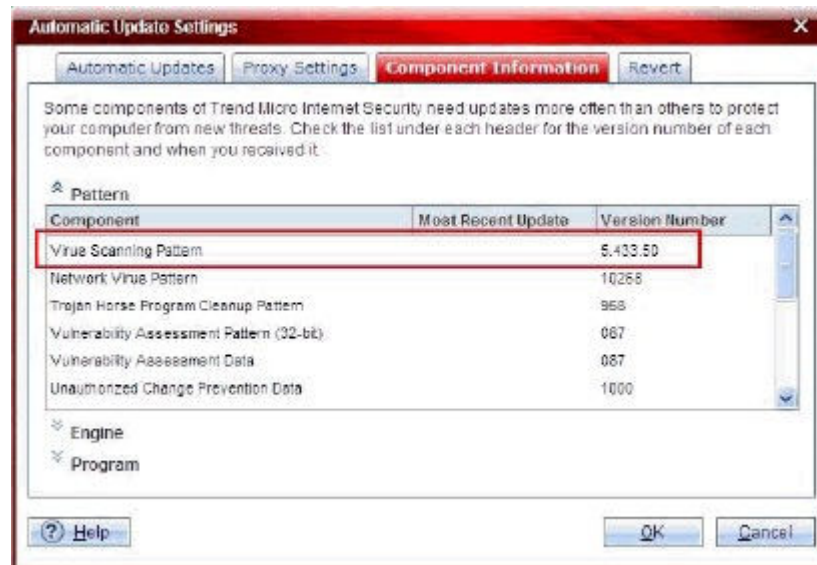 Automatic Update Settings
Automatic Updates Proxy Settings Component Information Revert
Some components of Trend Micro Internet Security need updates more often than others to protect
your computer from new threats. Check the list under each header for the version number of each
component and when you received it.
Pattern
Component Most Recent Update Version Number
Virus Scanning Pattern 5.433.50
Network Virus Pattern 10268
Trojan Horse Program Cleanup Pattern 958
Vulnerability Assessment Pattern (32-bit) 087
Vulnerability Assessment Data 087
Unauthorized Change Prevention Data 1000
Engine
Program
? Help OK Cancel